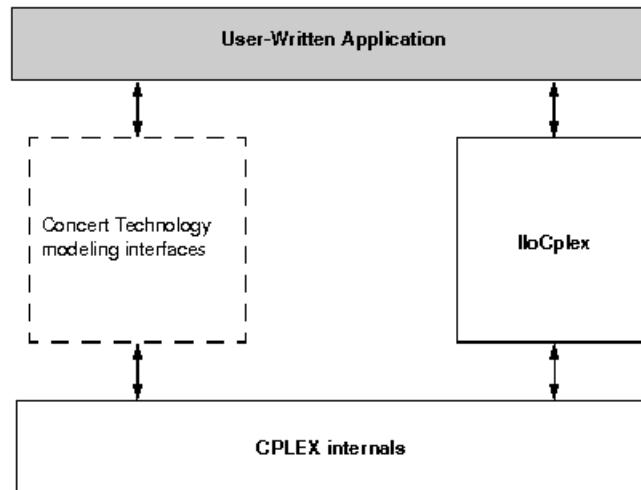 User-Written Application
Concert Technology
modeling interfaces
IloCplex
CPLEX internals